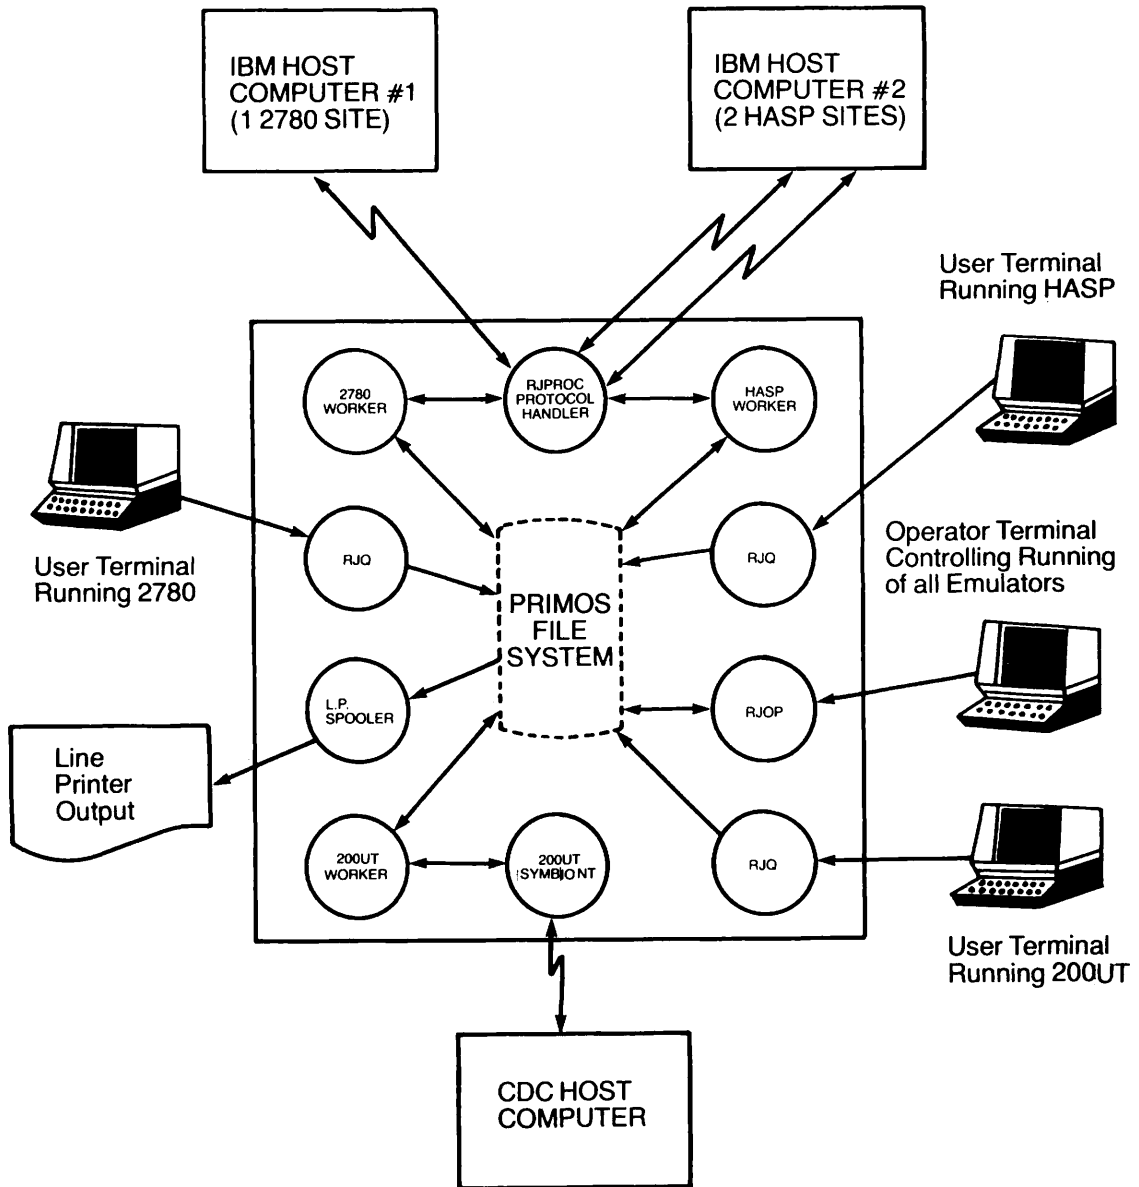 IBM HOST
COMPUTER #1
(1 2780 SITE)
IBM HOST
COMPUTER #2
(2 HASP SITES)
User Terminal
Running HASP
2780
WORKER
RJPROC
PROTOCOL
HANDLER
HASP
WORKER
User Terminal
Running 2780
RJQ
PRIMOS
FILE
SYSTEM
RJQ
Operator Terminal
Controlling Running
of all Emulators
L.P.
SPOOLER
RJOP
Line
Printer
Output
200UT
WORKER
200UT
SYMBIONT
RJQ
User Terminal
Running 200UT
CDC HOST
COMPUTER